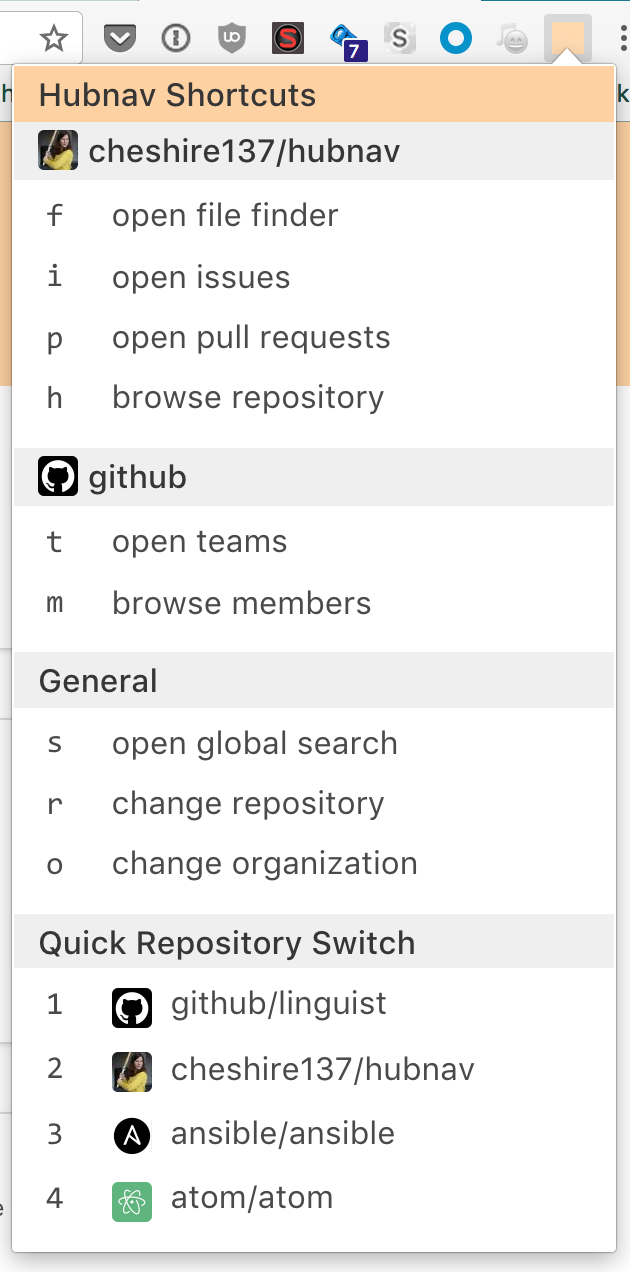 7
Hubnav Shortcuts
cheshire137/hubnav
f open file finder
i open issues
p open pull requests
h browse repository
github
t open teams
m browse members
General
s open global search
r change repository
o change organization
Quick Repository Switch
1 github/linguist
2 cheshire137/hubnav
3 ansible/ansible
4 atom/atom